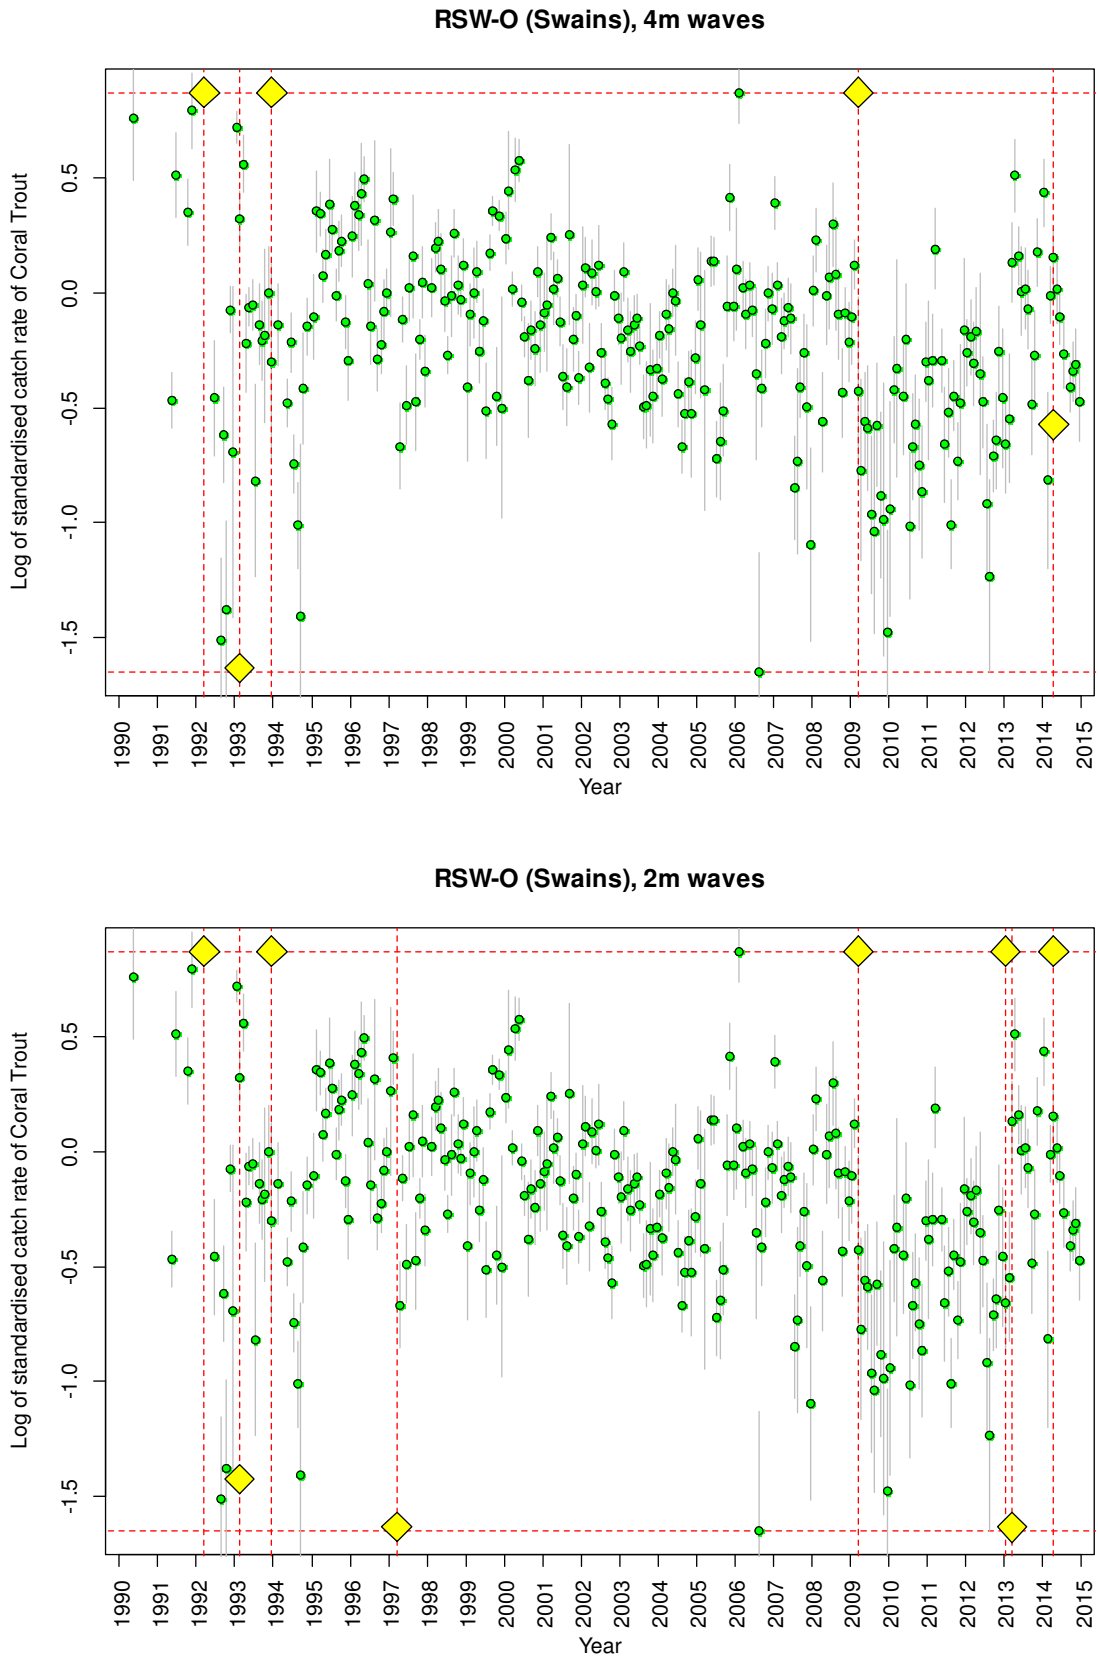 RSW-O (Swains), 4m waves
Log of standardised catch rate of Coral Trout
0.5
0.0
-0.5
-1.0
-1.5
1990 1991 1992 1993 1994 1995 1996 1997 1998 1999 2000 2001 2002 2003 2004 2005 2006 2007 2008 2009 2010 2011 2012 2013 2014 2015
Year
RSW-O (Swains), 2m waves
Log of standardised catch rate of Coral Trout
0.5
0.0
-0.5
-1.0
-1.5
1990 1991 1992 1993 1994 1995 1996 1997 1998 1999 2000 2001 2002 2003 2004 2005 2006 2007 2008 2009 2010 2011 2012 2013 2014 2015
Year